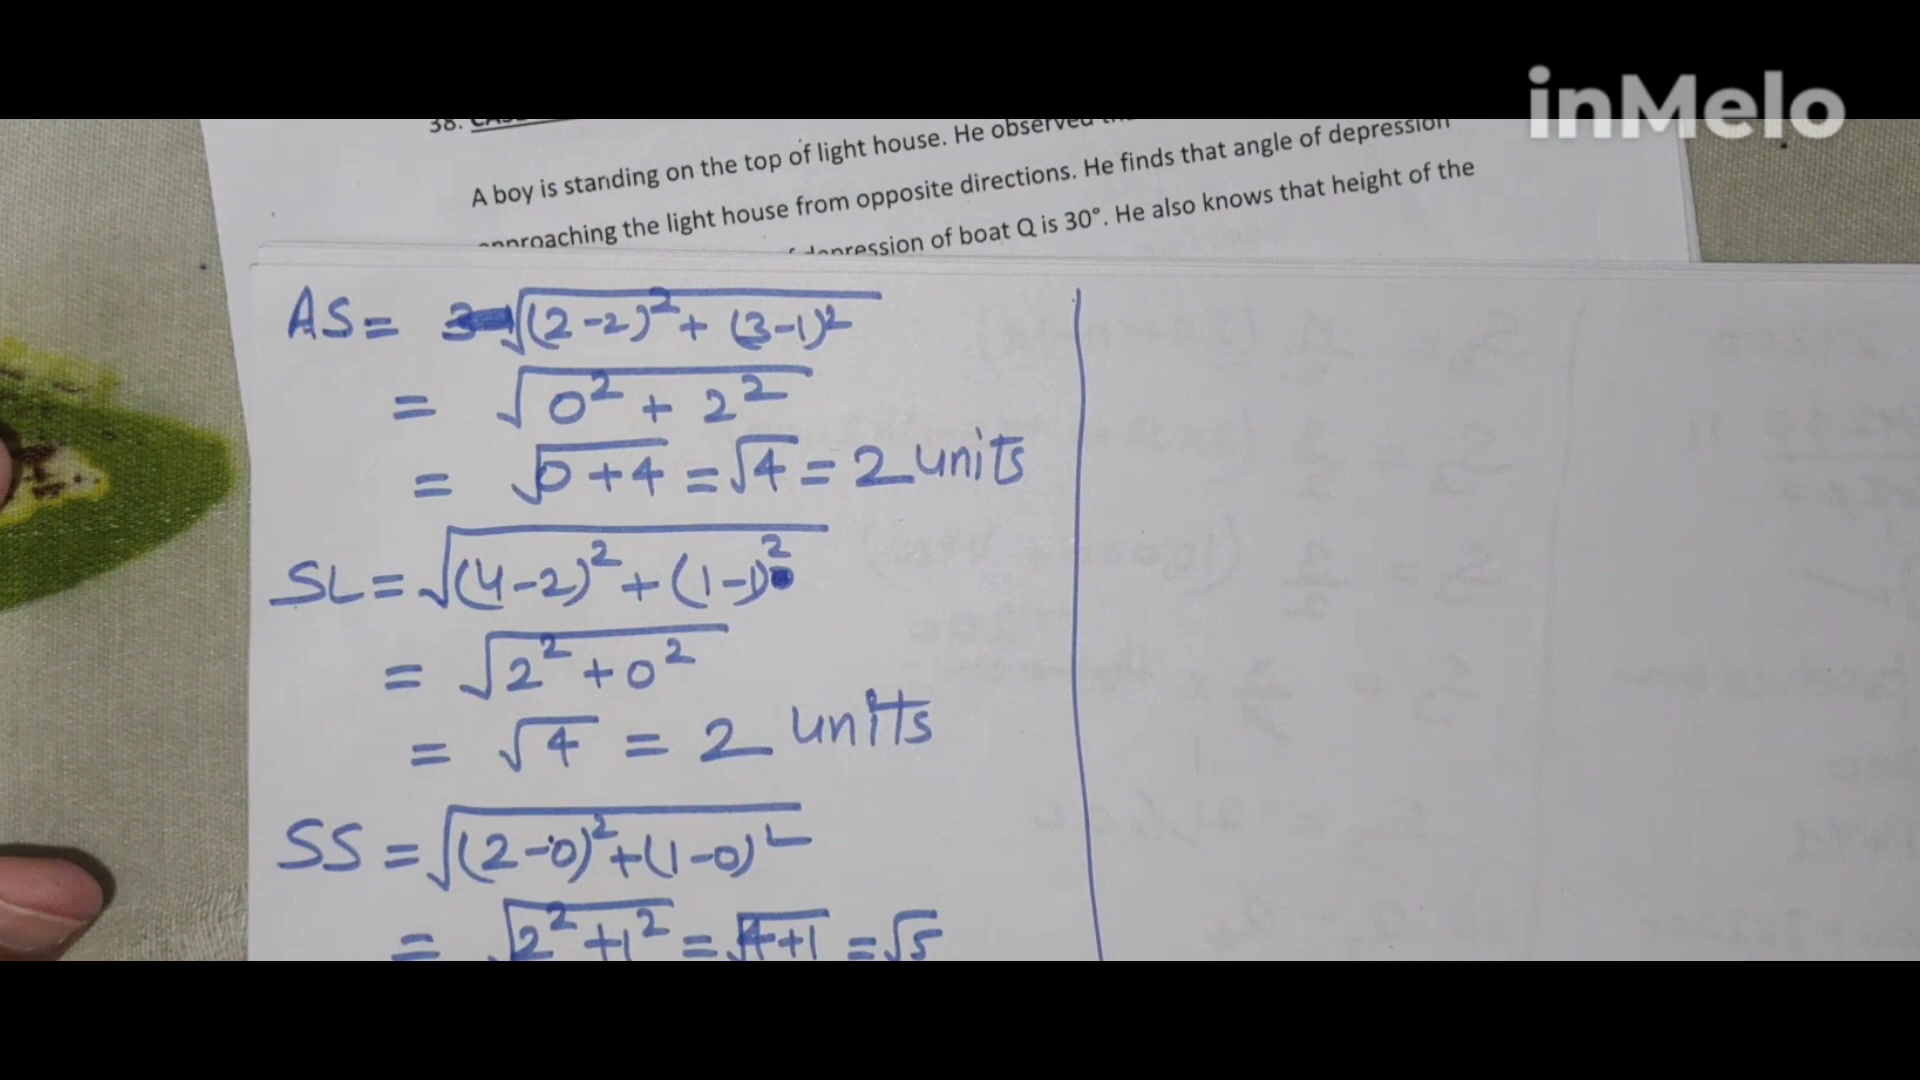 inMelo
38.
A boy is standing on the top of light house. He observed
approaching the light house from opposite directions. He finds that angle of depression
depression of boat Q is 30°. He also knows that height of the
AS = √(2-2)² + (3-1)²
= √0² + 2²
= √0+4 = √4 = 2 units
SL = √(4-2)² + (1-1)²
= √2² + 0²
= √4 = 2 units
SS = √(2-0)² + (1-0)²
= √2² + 1² = √4+1 = √5